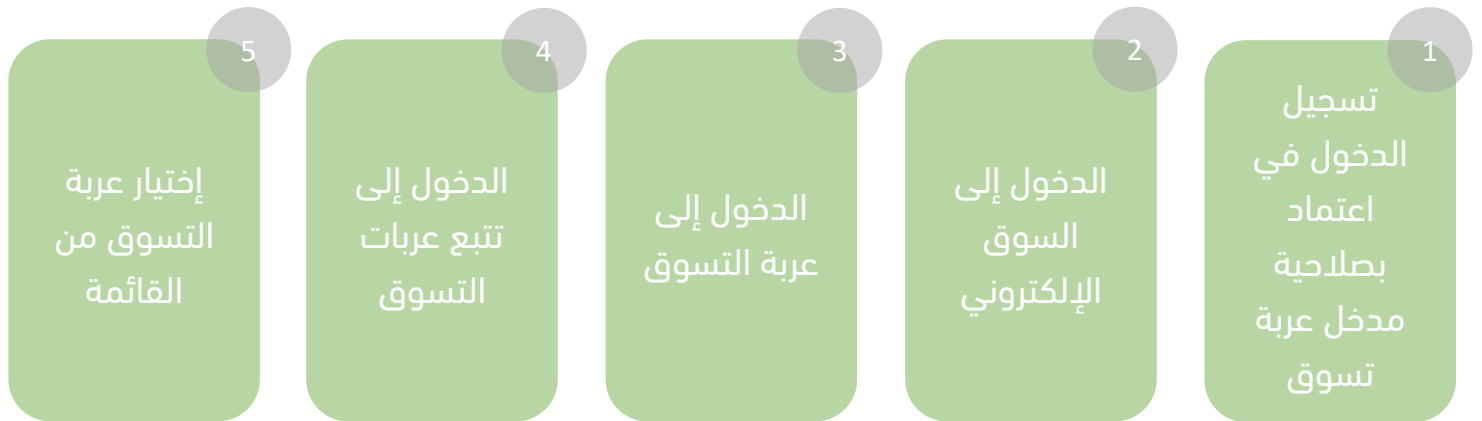 1
تسجيل
الدخول في
اعتماد
بصلاحية
مدخل عربة
تسوق
2
الدخول إلى
السوق
الإلكتروني
3
الدخول إلى
عربة التسوق
4
الدخول إلى
تتبع عربات
التسوق
5
إختيار عربة
التسوق من
القائمة